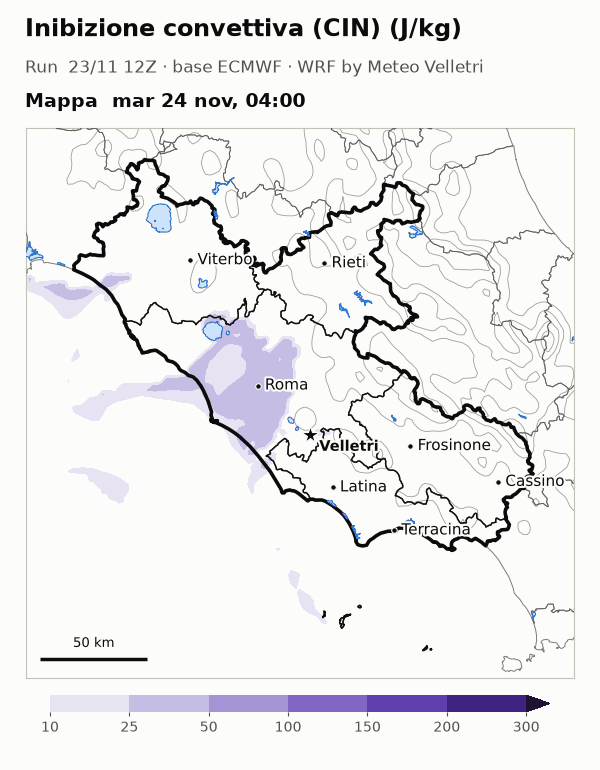 Inibizione convettiva (CIN) (J/kg)
Run  23/11 12Z · base ECMWF · WRF by Meteo Velletri
Mappa  mar 24 nov, 04:00
Viterbo
Rieti
Roma
Velletri
Frosinone
Cassino
Latina
Terracina
50 km
10 25 50 100 150 200 300